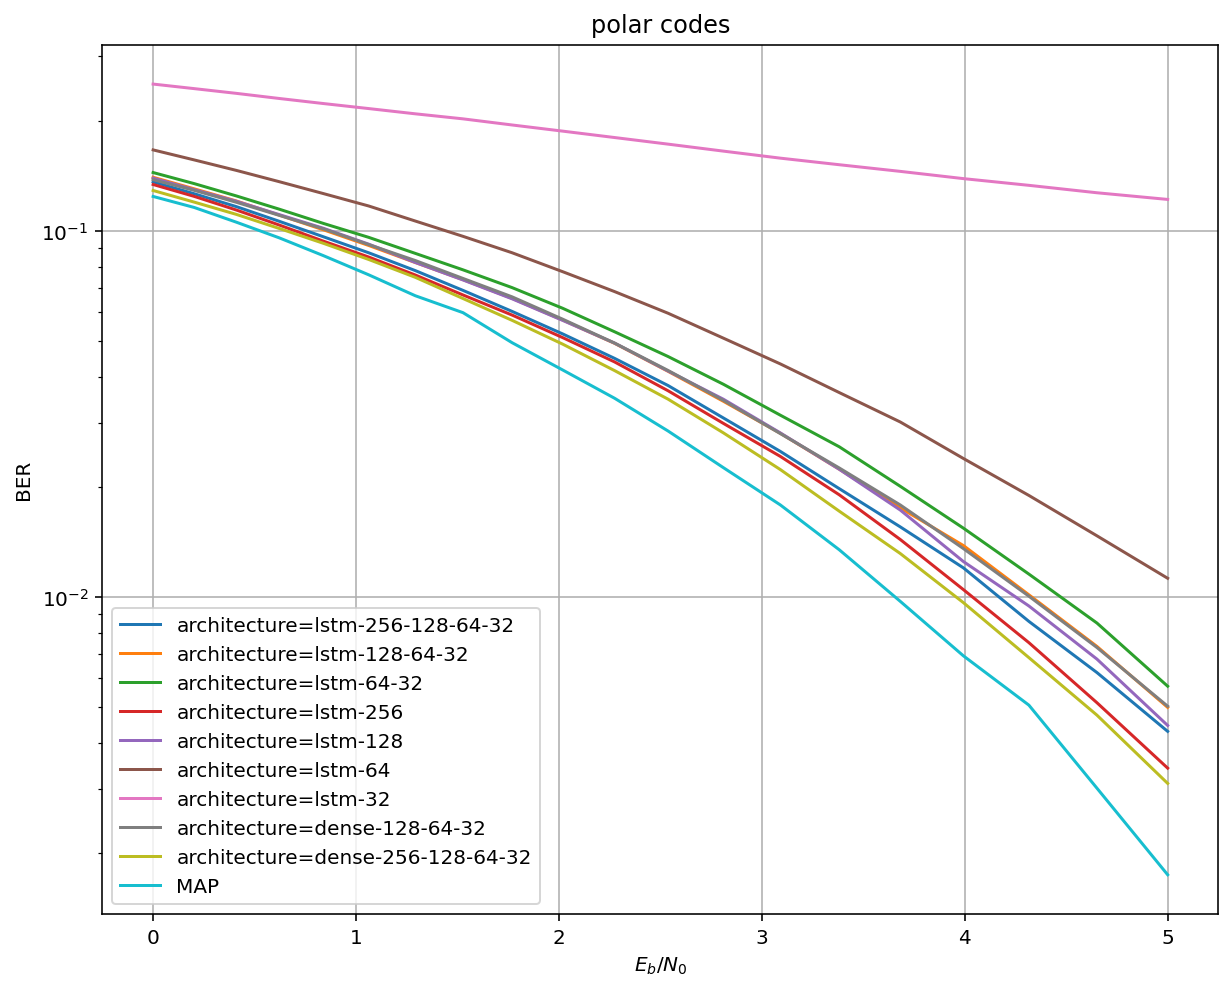 polar codes
BER
10⁻¹
10⁻²
architecture=lstm-256-128-64-32
architecture=lstm-128-64-32
architecture=lstm-64-32
architecture=lstm-256
architecture=lstm-128
architecture=lstm-64
architecture=lstm-32
architecture=dense-128-64-32
architecture=dense-256-128-64-32
MAP
0 1 2 3 4 5
E_b/N_0